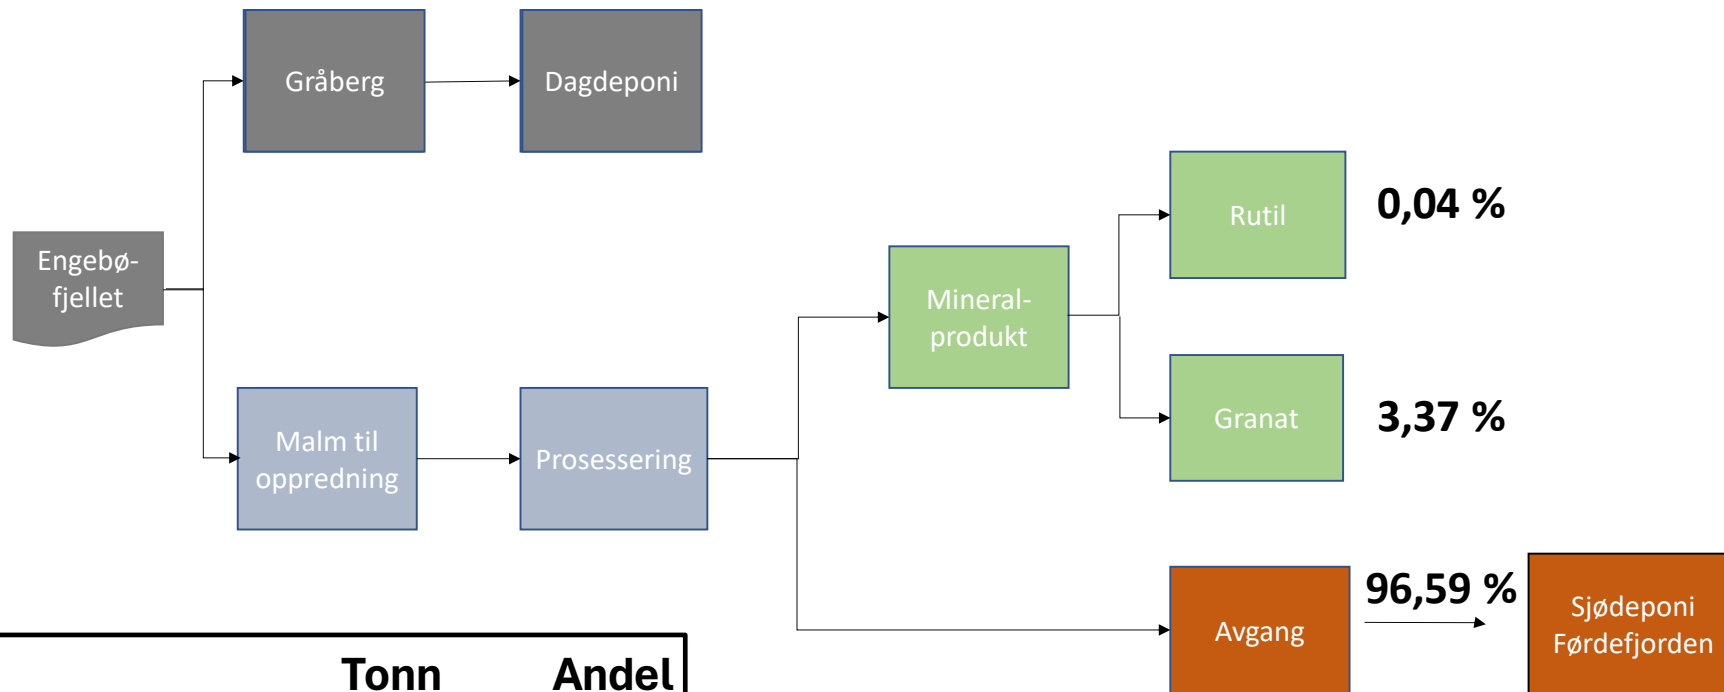 Gråberg
Dagdeponi
Engebø-
fjellet
Malm til
oppredning
Prosessering
Mineral-
produkt
Rutil
0,04 %
Granat
3,37 %
Avgang
96,59 %
Sjødeponi
Førdefjorden
Tonn Andel